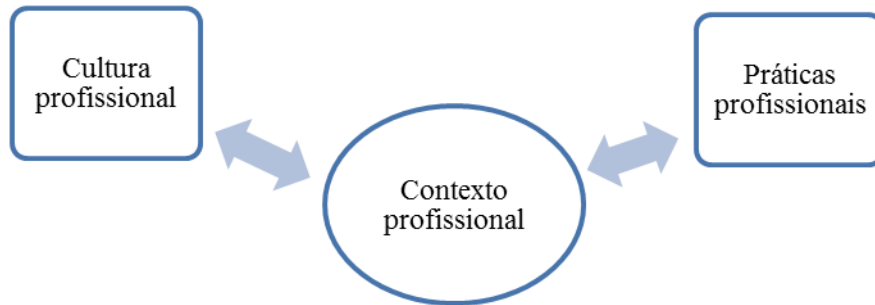 Cultura
profissional
Contexto
profissional
Práticas
profissionais